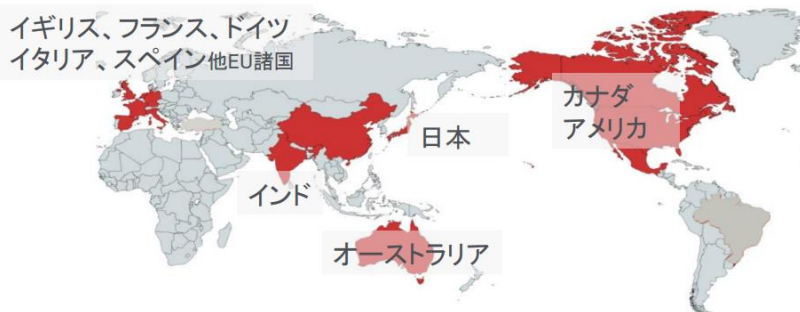 イギリス、フランス、ドイツ
イタリア、スペイン他EU諸国
カナダ
アメリカ
日本
インド
オーストラリア